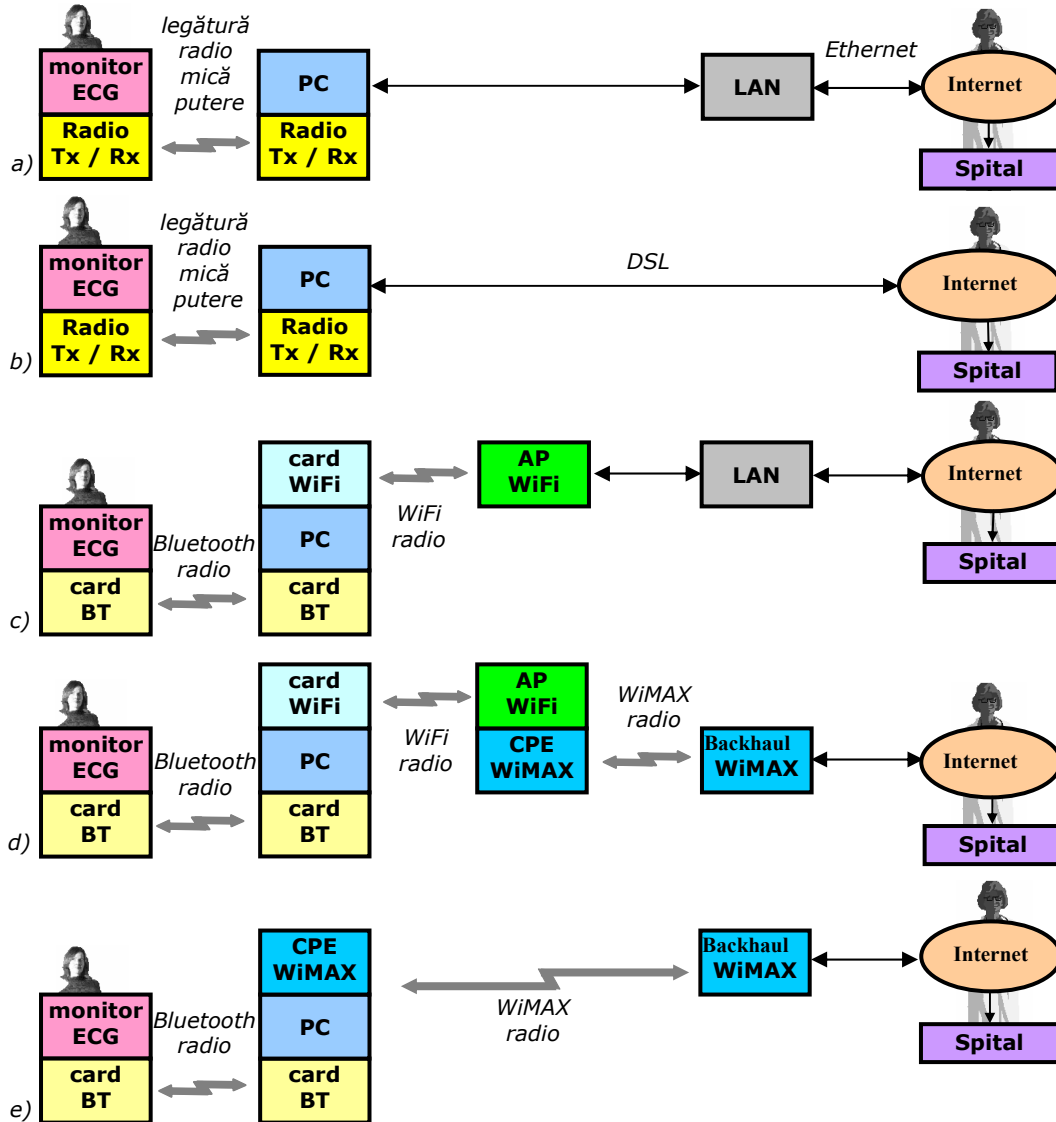 legătură
radio
mică
putere
monitor
ECG
Radio
Tx / Rx
PC
Radio
Tx / Rx
LAN
Ethernet
Internet
Spital
a)
legătură
radio
mică
putere
monitor
ECG
Radio
Tx / Rx
PC
Radio
Tx / Rx
DSL
Internet
Spital
b)
monitor
ECG
card
BT
Bluetooth
radio
card
WiFi
PC
card
BT
WiFi
radio
AP
WiFi
LAN
Internet
Spital
c)
monitor
ECG
card
BT
Bluetooth
radio
card
WiFi
PC
card
BT
WiFi
radio
AP
WiFi
CPE
WiMAX
WiMAX
radio
Backhaul
WiMAX
Internet
Spital
d)
monitor
ECG
card
BT
Bluetooth
radio
CPE
WiMAX
PC
card
BT
WiMAX
radio
Backhaul
WiMAX
Internet
Spital
e)